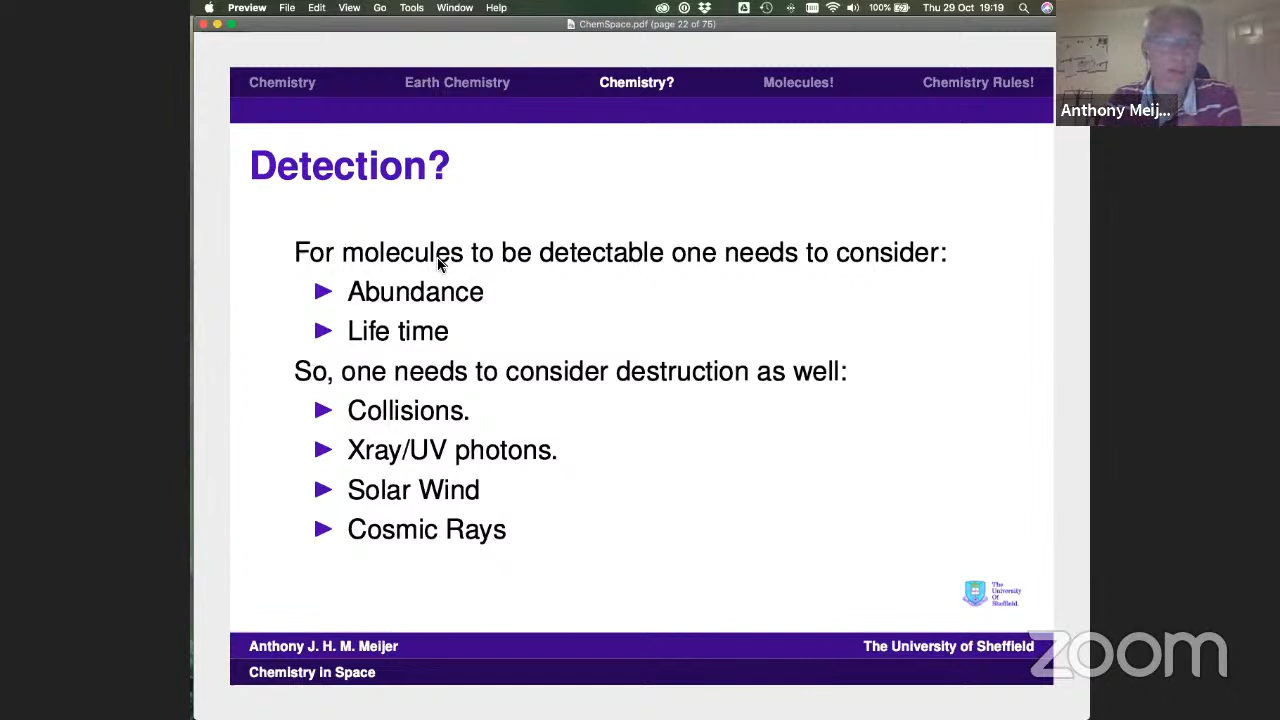 Preview File Edit View Go Tools Window Help
100% Thu 29 Oct 19:19
ChemSpace.pdf (page 22 of 76)
Anthony Meij...
Chemistry Earth Chemistry Chemistry? Molecules! Chemistry Rules!
Detection?
For molecules to be detectable one needs to consider:
Abundance
Life time
So, one needs to consider destruction as well:
Collisions.
Xray/UV photons.
Solar Wind
Cosmic Rays
The
University
Of
Sheffield.
Anthony J. H. M. Meijer The University of Sheffield
Chemistry in Space
zoom